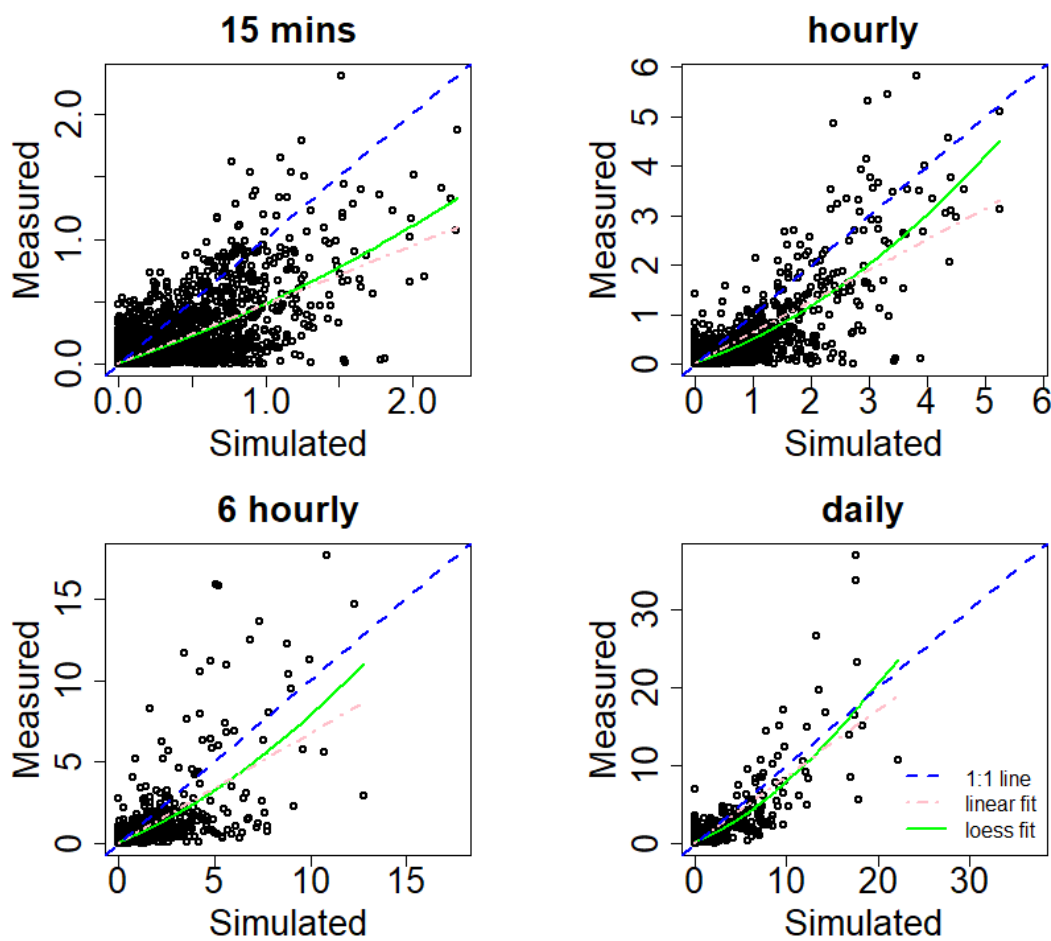 15 mins
Measured
0.0 1.0 2.0
0.0 1.0 2.0
Simulated
hourly
Measured
0 1 2 3 4 5 6
0 1 2 3 4 5 6
Simulated
6 hourly
Measured
0 5 10 15
0 5 10 15
Simulated
daily
Measured
0 10 20 30
0 10 20 30
Simulated
1:1 line
linear fit
loess fit